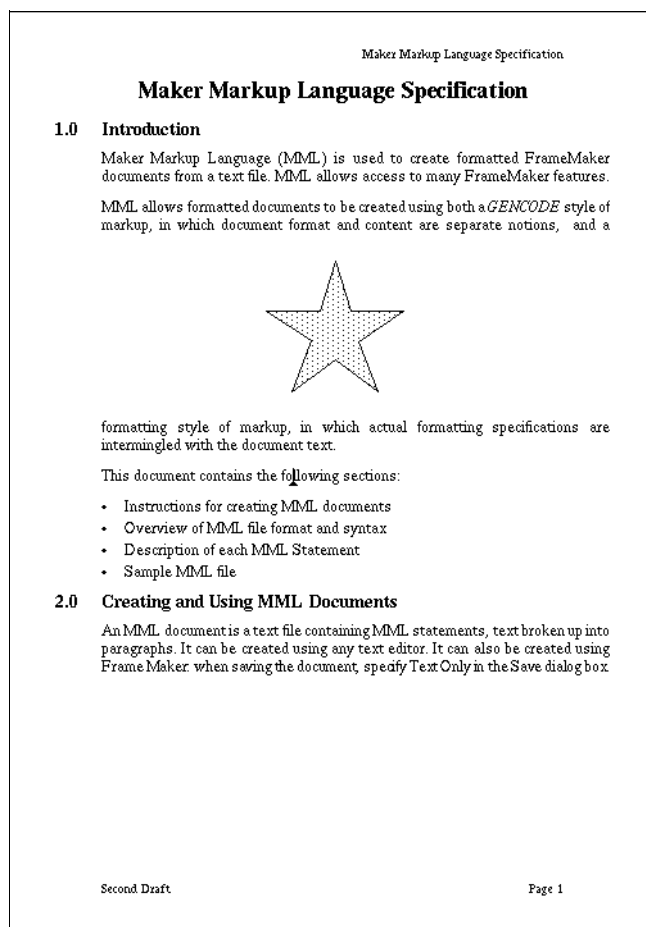 Maker Markup Language Specification
Maker Markup Language Specification
1.0 Introduction
Maker Markup Language (MML) is used to create formatted FrameMaker
documents from a text file. MML allows access to many FrameMaker features.
MML allows formatted documents to be created using both a GENCODE style of
markup, in which document format and content are separate notions, and a
formatting style of markup, in which actual formatting specifications are
intermingled with the document text.
This document contains the following sections:
• Instructions for creating MML documents
• Overview of MML file format and syntax
• Description of each MML Statement
• Sample MML file
2.0 Creating and Using MML Documents
An MML document is a text file containing MML statements, text broken up into
paragraphs. It can be created using any text editor. It can also be created using
Frame Maker: when saving the document, specify Text Only in the Save dialog box
Second Draft Page 1